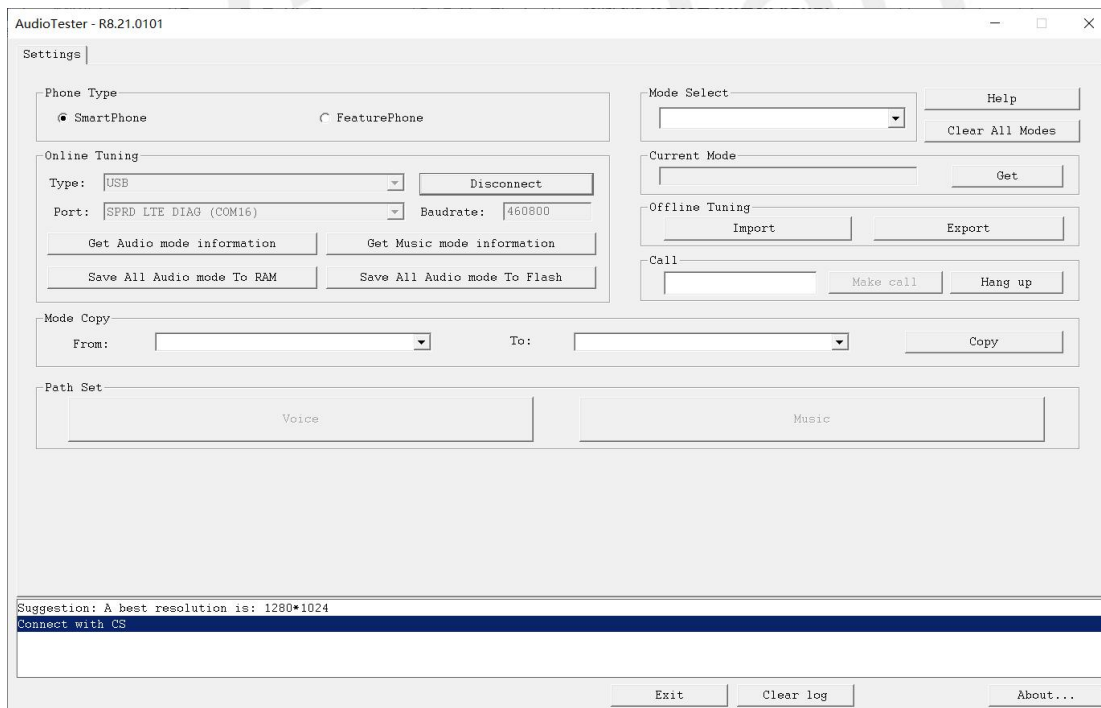 AudioTester - R8.21.0101
Settings
Phone Type
SmartPhone
FeaturePhone
Mode Select
Help
Clear All Modes
Online Tuning
Type: USB
Disconnect
Port: SPRD LTE DIAG (COM16)
Baudrate: 460800
Get Audio mode information
Get Music mode information
Save All Audio mode To RAM
Save All Audio mode To Flash
Current Mode
Get
Offline Tuning
Import
Export
Call
Make call
Hang up
Mode Copy
From:
To:
Copy
Path Set
Voice
Music
Suggestion: A best resolution is: 1280*1024
Connect with CS
Exit
Clear log
About...